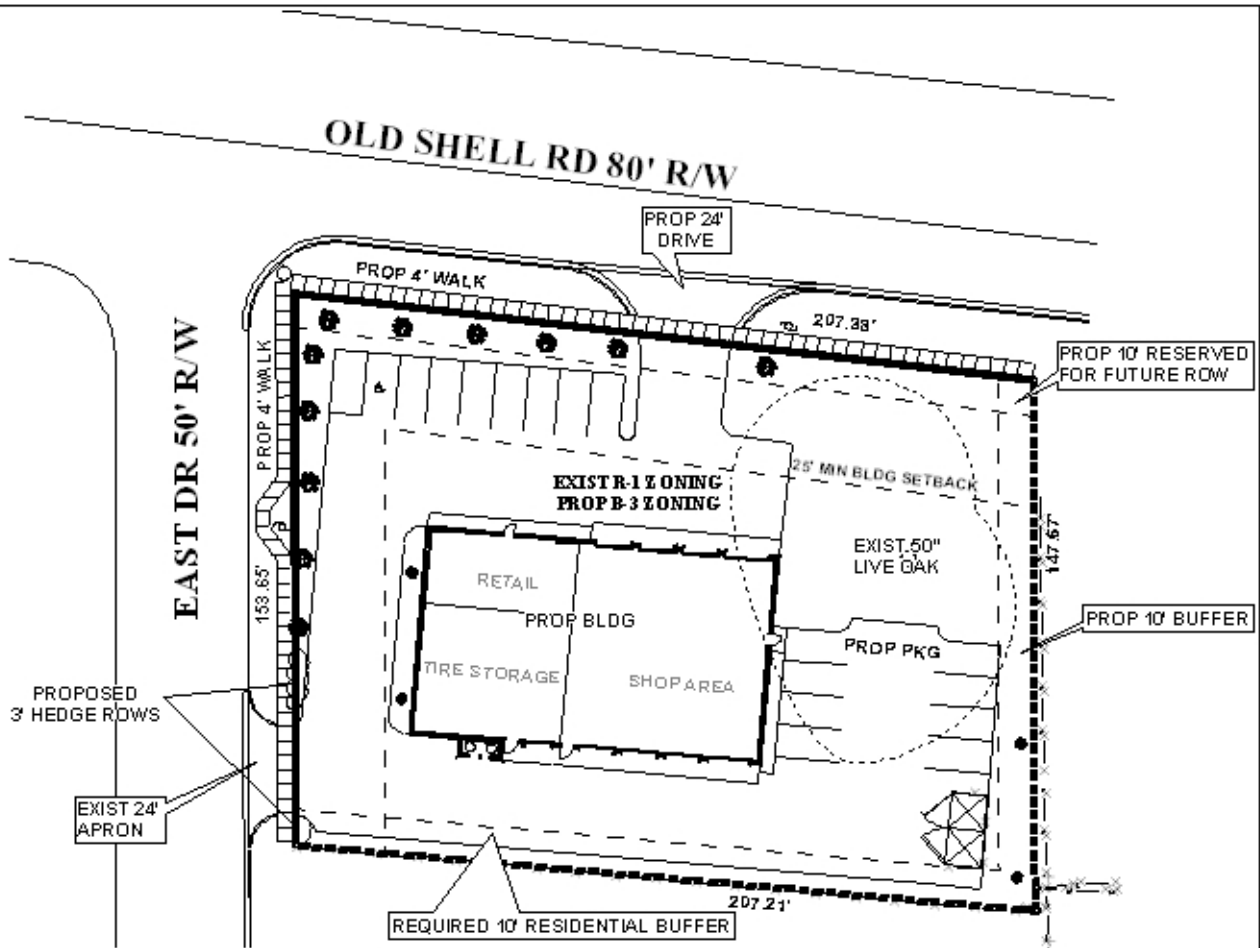 OLD SHELL RD 80' R/W
PROP 24'
DRIVE
PROP 4' WALK
207.33'
PROP 10' RESERVED
FOR FUTURE ROW
EAST DR 50' R/W
PROP 4' WALK
153.65'
25' MIN BLDG SETBACK
EXIST R-1 ZONING
PROP B-3 ZONING
EXIST 50"
LIVE OAK
147.67'
RETAIL
PROP BLDG
PROP 10' BUFFER
PROP PKG
TIRE STORAGE
SHOP AREA
PROPOSED
3' HEDGE ROWS
EXIST 24'
APRON
207.21'
REQUIRED 10' RESIDENTIAL BUFFER